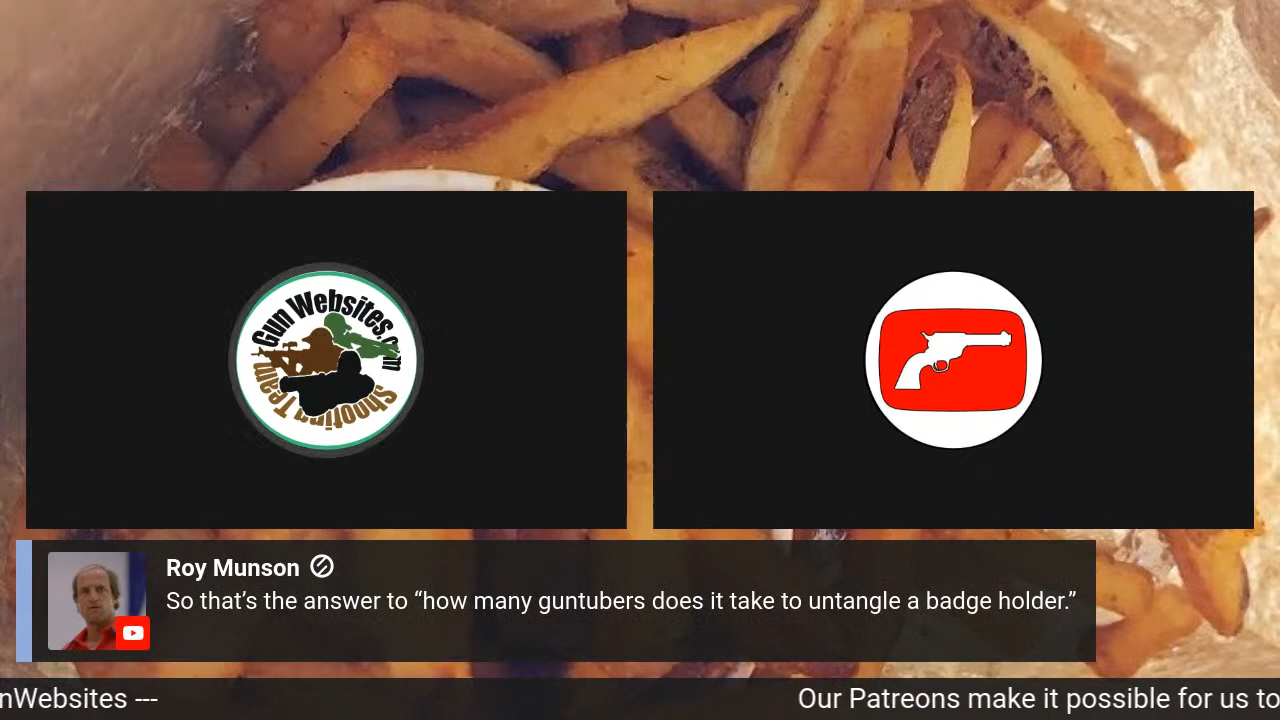 Gun Websites.com
Shooting Team
Roy Munson
So that’s the answer to “how many guntubers does it take to untangle a badge holder.”
nWebsites ---
Our Patreons make it possible for us to